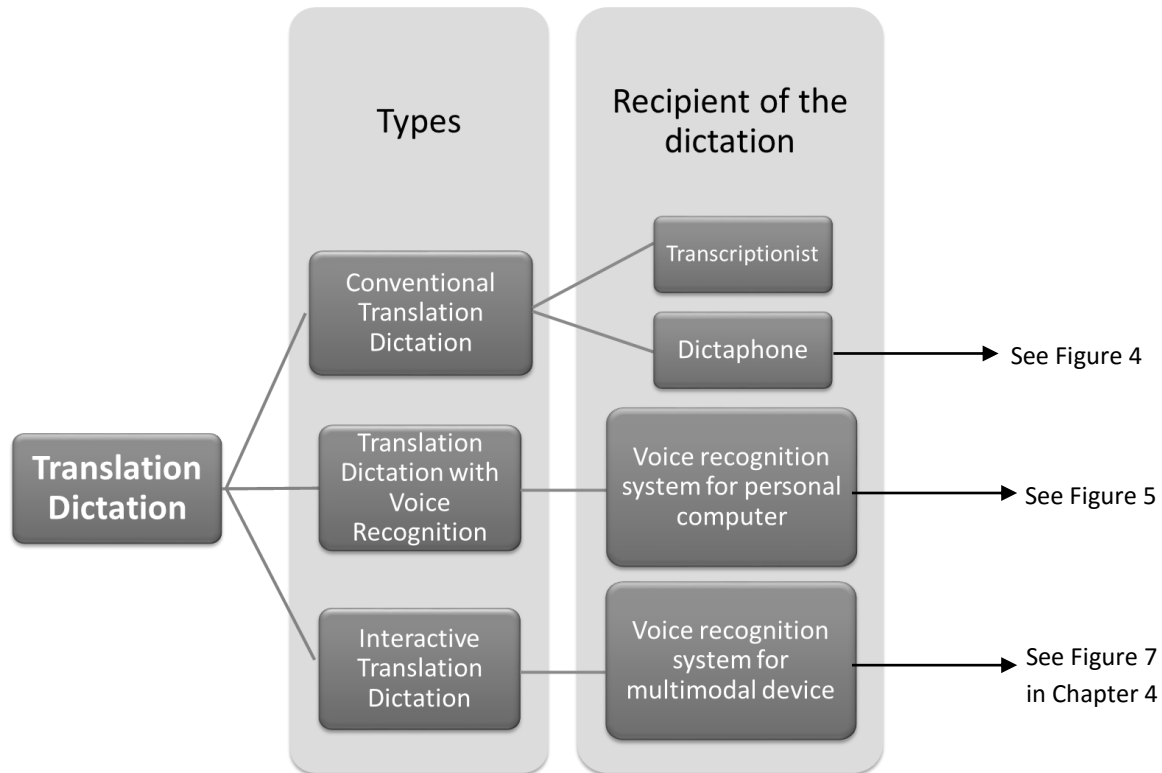 Types
Recipient of the
dictation
Transcriptionist
Conventional
Translation
Dictation
Dictaphone
See Figure 4
Translation
Dictation
Translation
Dictation with
Voice
Recognition
Voice recognition
system for personal
computer
See Figure 5
Interactive
Translation
Dictation
Voice recognition
system for
multimodal device
See Figure 7
in Chapter 4